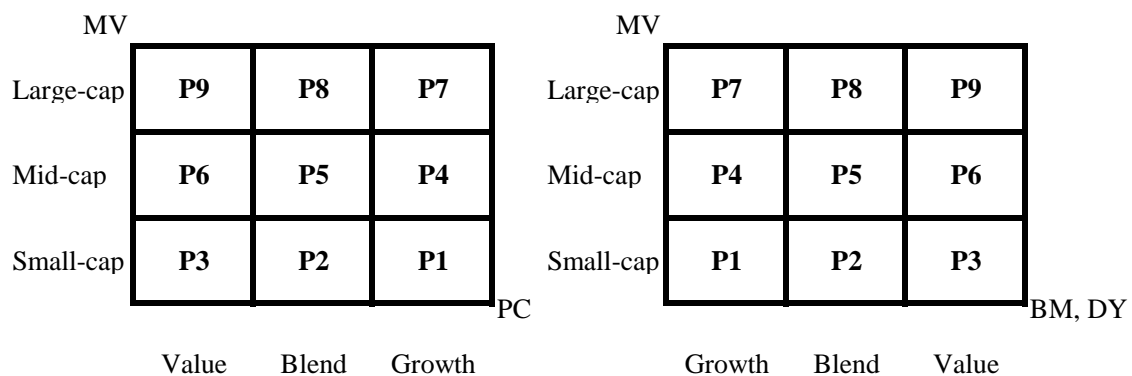 MV
Large-cap P9 P8 P7
Mid-cap P6 P5 P4
Small-cap P3 P2 P1
PC
Value Blend Growth
MV
Large-cap P7 P8 P9
Mid-cap P4 P5 P6
Small-cap P1 P2 P3
BM, DY
Growth Blend Value